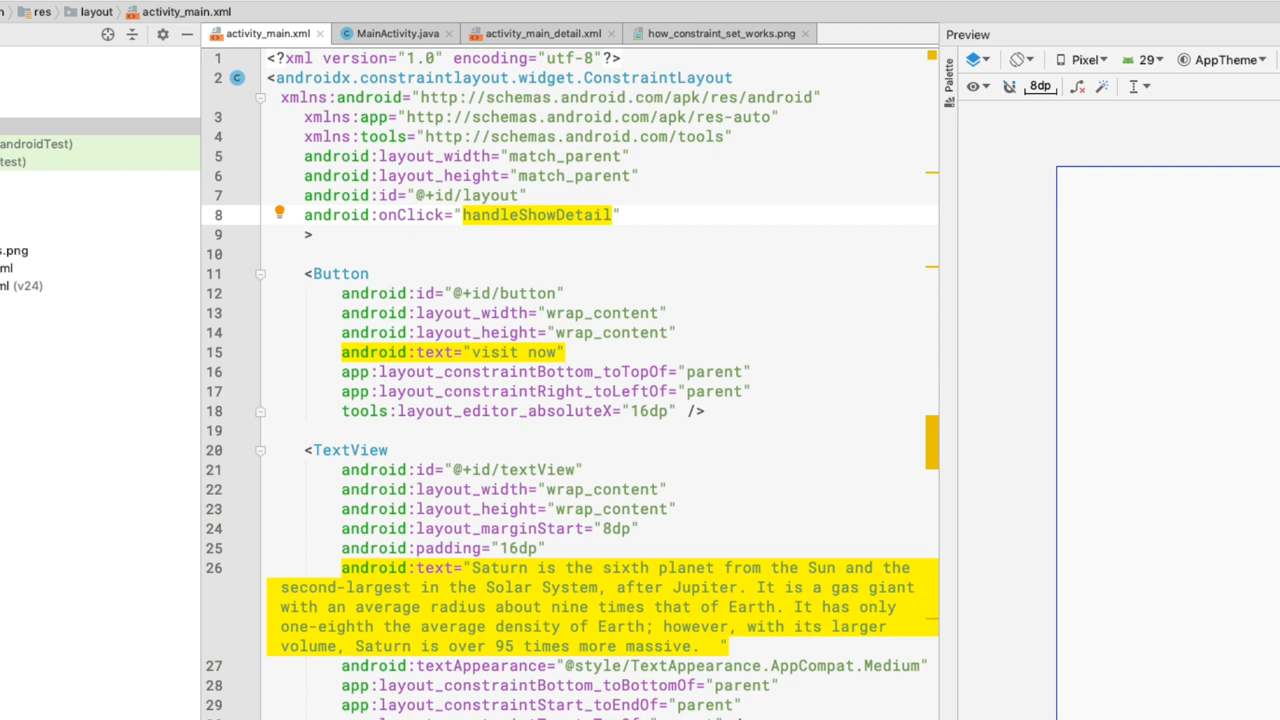 res layout activity_main.xml
activity_main.xml MainActivity.java activity_main_detail.xml how_constraint_set_works.png
Preview
Palette
Pixel 29 AppTheme
8dp
androidTest)
test)
s.png
ml
ml (v24)
1 <?xml version="1.0" encoding="utf-8"?>
2 <androidx.constraintlayout.widget.ConstraintLayout
xmlns:android="http://schemas.android.com/apk/res/android"
3 xmlns:app="http://schemas.android.com/apk/res-auto"
4 xmlns:tools="http://schemas.android.com/tools"
5 android:layout_width="match_parent"
6 android:layout_height="match_parent"
7 android:id="@+id/layout"
8 android:onClick="handleShowDetail"
9 >
10
11 <Button
12 android:id="@+id/button"
13 android:layout_width="wrap_content"
14 android:layout_height="wrap_content"
15 android:text="visit now"
16 app:layout_constraintBottom_toTopOf="parent"
17 app:layout_constraintRight_toLeftOf="parent"
18 tools:layout_editor_absoluteX="16dp" />
19
20 <TextView
21 android:id="@+id/textView"
22 android:layout_width="wrap_content"
23 android:layout_height="wrap_content"
24 android:layout_marginStart="8dp"
25 android:padding="16dp"
26 android:text="Saturn is the sixth planet from the Sun and the
second-largest in the Solar System, after Jupiter. It is a gas giant
with an average radius about nine times that of Earth. It has only
one-eighth the average density of Earth; however, with its larger
volume, Saturn is over 95 times more massive.  "
27 android:textAppearance="@style/TextAppearance.AppCompat.Medium"
28 app:layout_constraintBottom_toBottomOf="parent"
29 app:layout_constraintStart_toEndOf="parent"